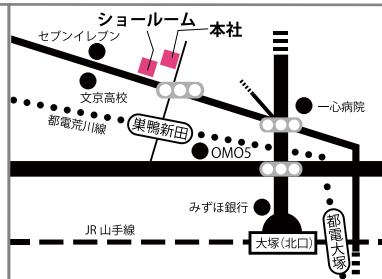 ショールーム
本社
セブンイレブン
文京高校
一心病院
都電荒川線
巣鴨新田
OMO5
みずほ銀行
JR 山手線
大塚(北口)
都電大塚